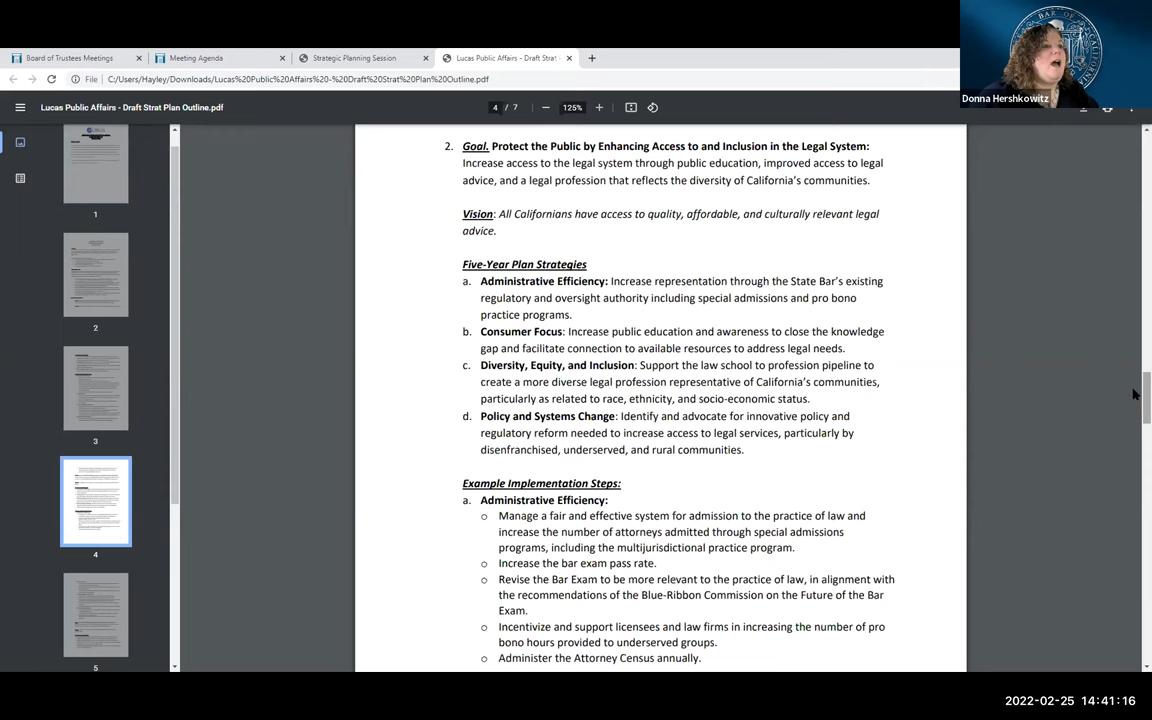 BAR OF
CALIFORNIA
Donna Hershkowitz
Board of Trustees Meetings
Meeting Agenda
Strategic Planning Session
Lucas Public Affairs - Draft Strat
File
C:/Users/Hayley/Downloads/Lucas%20Public%20Affairs%20-%20Draft%20Strat%20Plan%20Outline.pdf
Lucas Public Affairs - Draft Strat Plan Outline.pdf
4 / 7
125%
1
2
3
4
5
2. Goal. Protect the Public by Enhancing Access to and Inclusion in the Legal System:
Increase access to the legal system through public education, improved access to legal
advice, and a legal profession that reflects the diversity of California’s communities.
Vision: All Californians have access to quality, affordable, and culturally relevant legal
advice.
Five-Year Plan Strategies
a. Administrative Efficiency: Increase representation through the State Bar’s existing
regulatory and oversight authority including special admissions and pro bono
practice programs.
b. Consumer Focus: Increase public education and awareness to close the knowledge
gap and facilitate connection to available resources to address legal needs.
c. Diversity, Equity, and Inclusion: Support the law school to profession pipeline to
create a more diverse legal profession representative of California’s communities,
particularly as related to race, ethnicity, and socio-economic status.
d. Policy and Systems Change: Identify and advocate for innovative policy and
regulatory reform needed to increase access to legal services, particularly by
disenfranchised, underserved, and rural communities.
Example Implementation Steps:
a. Administrative Efficiency:
o Manage a fair and effective system for admission to the practice of law and
increase the number of attorneys admitted through special admissions
programs, including the multijurisdictional practice program.
o Increase the bar exam pass rate.
o Revise the Bar Exam to be more relevant to the practice of law, in alignment with
the recommendations of the Blue-Ribbon Commission on the Future of the Bar
Exam.
o Incentivize and support licensees and law firms in increasing the number of pro
bono hours provided to underserved groups.
o Administer the Attorney Census annually.
2022-02-25 14:41:16